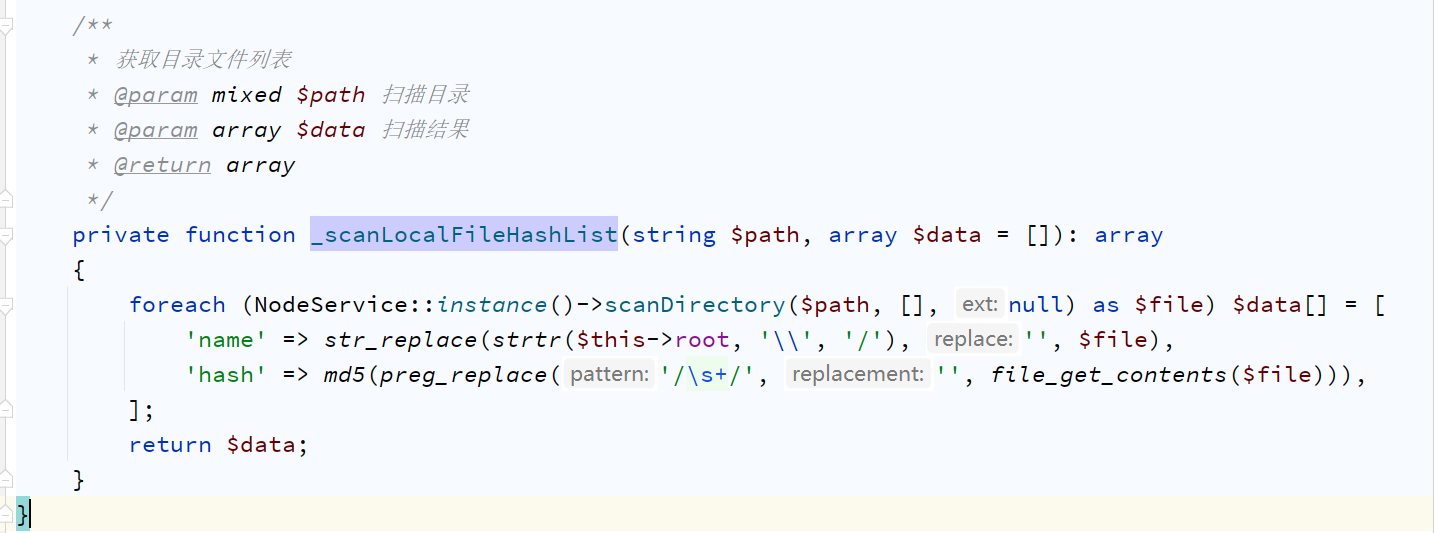 /**
 * 获取目录文件列表
 * @param mixed $path 扫描目录
 * @param array $data 扫描结果
 * @return array
 */
private function _scanLocalFileHashList(string $path, array $data = []): array
{
    foreach (NodeService::instance()->scanDirectory($path, [], ext: null) as $file) $data[] = [
        'name' => str_replace(strtr($this->root, '\\', '/'), replace: '', $file),
        'hash' => md5(preg_replace( pattern: '/\s+/', replacement: '', file_get_contents($file))),
    ];
    return $data;
}
}